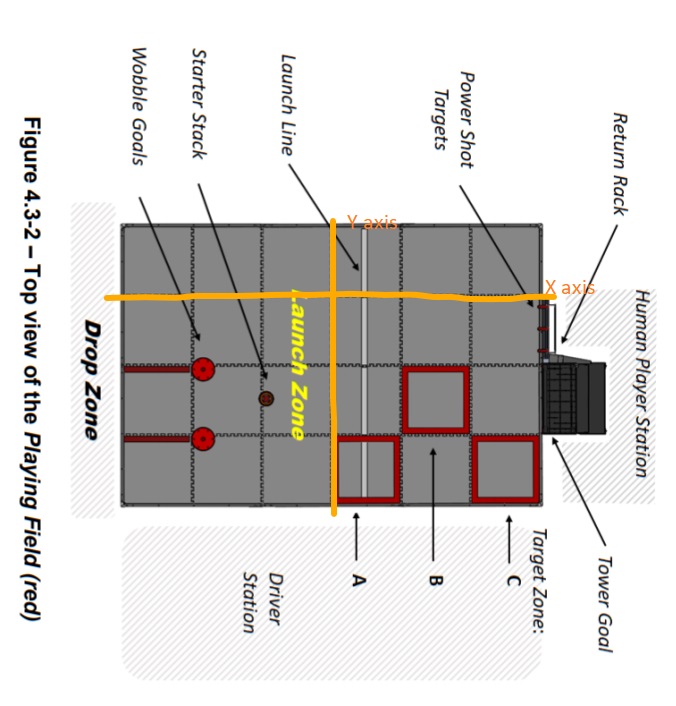 Return Rack
Human Player Station
Power Shot
Targets
Launch Line
Starter Stack
Wobble Goals
Y axis
X axis
Launch Zone
Drop Zone
Tower Goal
Target Zone:
C
B
A
Driver
Station
Figure 4.3-2 – Top view of the Playing Field (red)